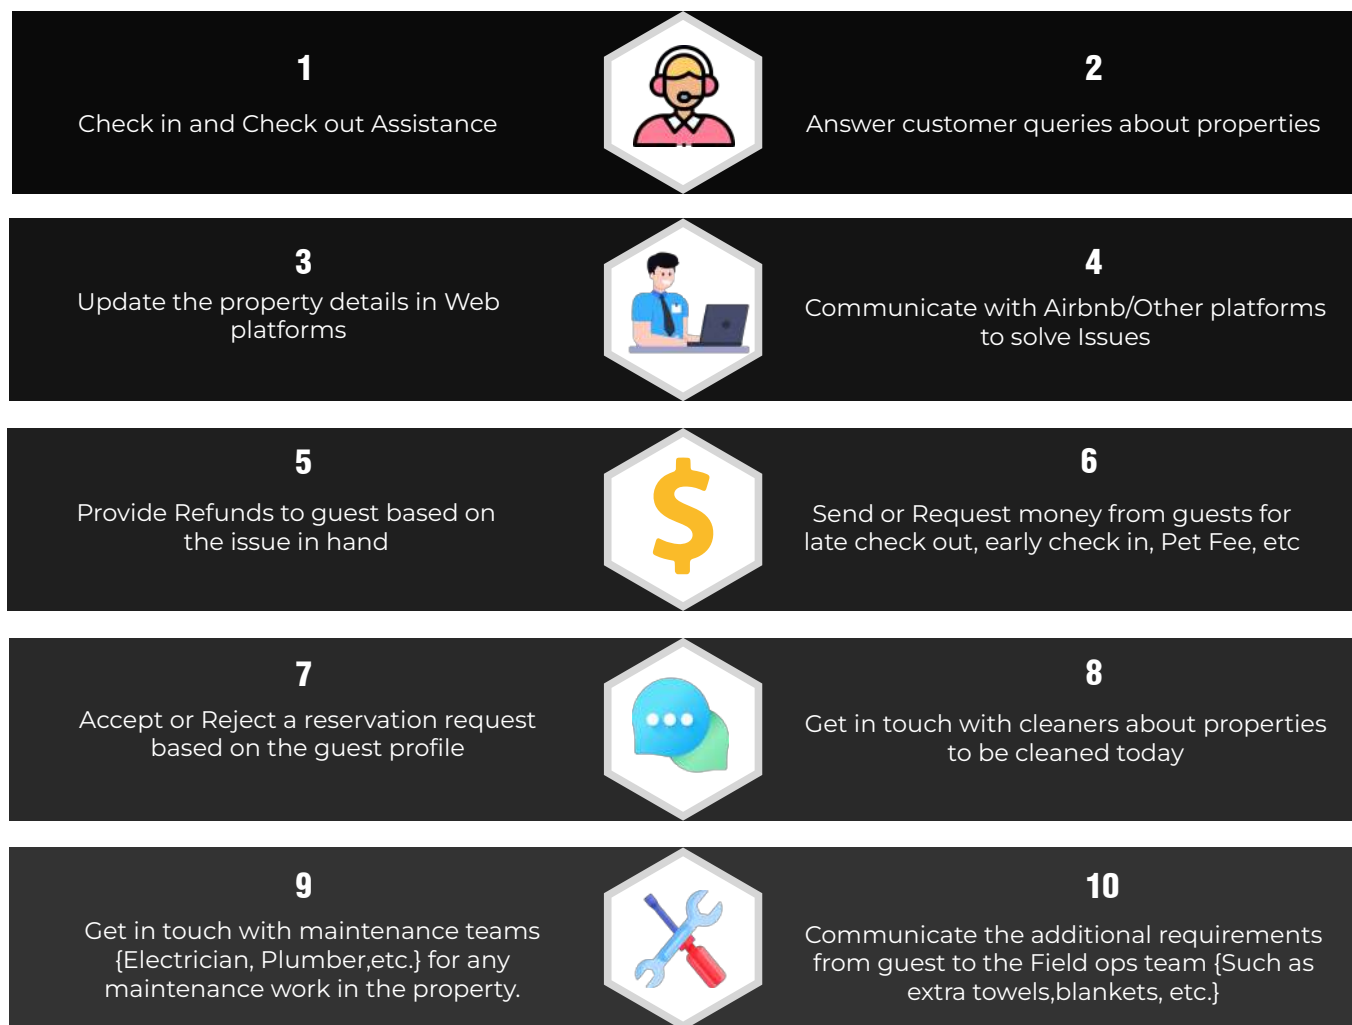 1
Check in and Check out Assistance
2
Answer customer queries about properties
3
Update the property details in Web
platforms
4
Communicate with Airbnb/Other platforms
to solve Issues
5
Provide Refunds to guest based on
the issue in hand
6
Send or Request money from guests for
late check out, early check in, Pet Fee, etc
7
Accept or Reject a reservation request
based on the guest profile
8
Get in touch with cleaners about properties
to be cleaned today
9
Get in touch with maintenance teams
{Electrician, Plumber,etc.} for any
maintenance work in the property.
10
Communicate the additional requirements
from guest to the Field ops team {Such as
extra towels,blankets, etc.}